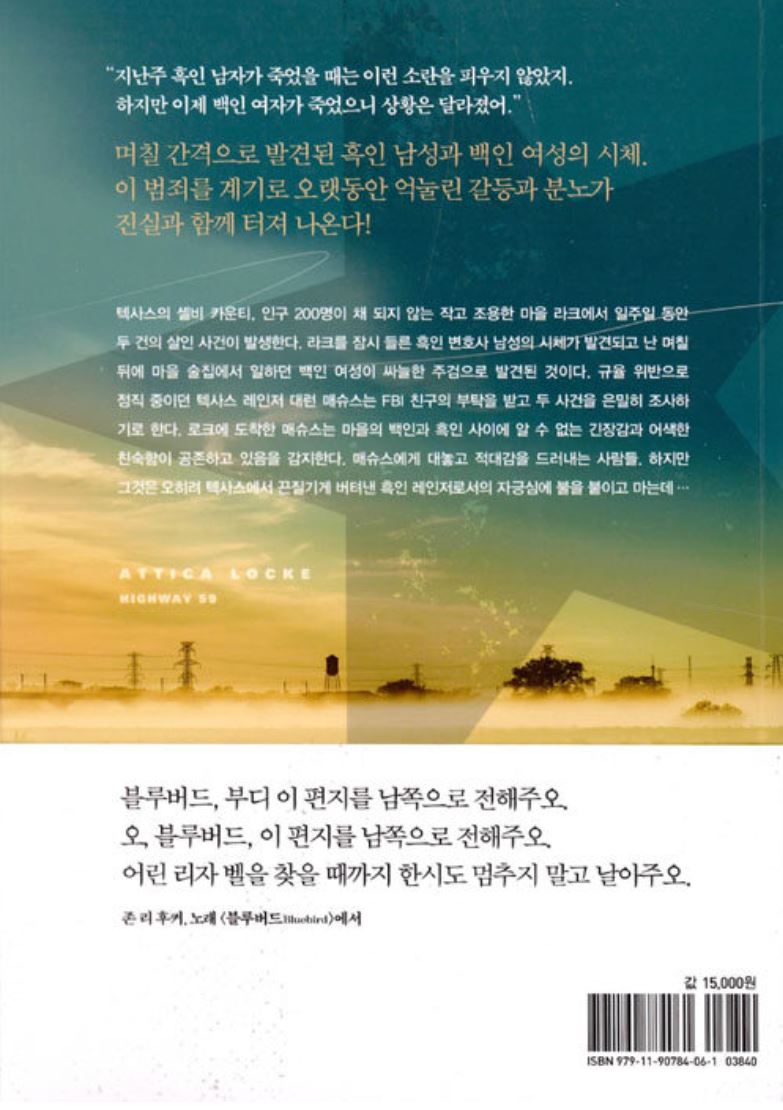 “지난주 흑인 남자가 죽었을 때는 이런 소란을 피우지 않았지.
하지만 이제 백인 여자가 죽었으니 상황은 달라졌어.”
며칠 간격으로 발견된 흑인 남성과 백인 여성의 시체.
이 범죄를 계기로 오랫동안 억눌린 갈등과 분노가
진실과 함께 터져 나온다!
텍사스의 셸비 카운티, 인구 200명이 채 되지 않는 작고 조용한 마을 라크에서 일주일 동안
두 건의 살인 사건이 발생한다. 라크를 잠시 들른 흑인 변호사 남성의 시체가 발견되고 난 며칠
뒤에 마을 술집에서 일하던 백인 여성이 싸늘한 주검으로 발견된 것이다. 규율 위반으로
정직 중이던 텍사스 레인저 대런 매슈스는 FBI 친구의 부탁을 받고 두 사건을 은밀히 조사하
기로 한다. 로크에 도착한 매슈스는 마을의 백인과 흑인 사이에 알 수 없는 긴장감과 어색한
친숙함이 공존하고 있음을 감지한다. 매슈스에게 대놓고 적대감을 드러내는 사람들. 하지만
그것은 오히려 텍사스에서 끈질기게 버텨낸 흑인 레인저로서의 자긍심에 불을 붙이고 마는데 …
ATTICA LOCKE
HIGHWAY 59
블루버드, 부디 이 편지를 남쪽으로 전해주오.
오, 블루버드, 이 편지를 남쪽으로 전해주오.
어린 리자 벨을 찾을 때까지 한시도 멈추지 말고 날아주오.
존 리 후커, 노래 〈블루버드Bluebird〉에서
값 15,000원
ISBN 979-11-90784-06-1 03840